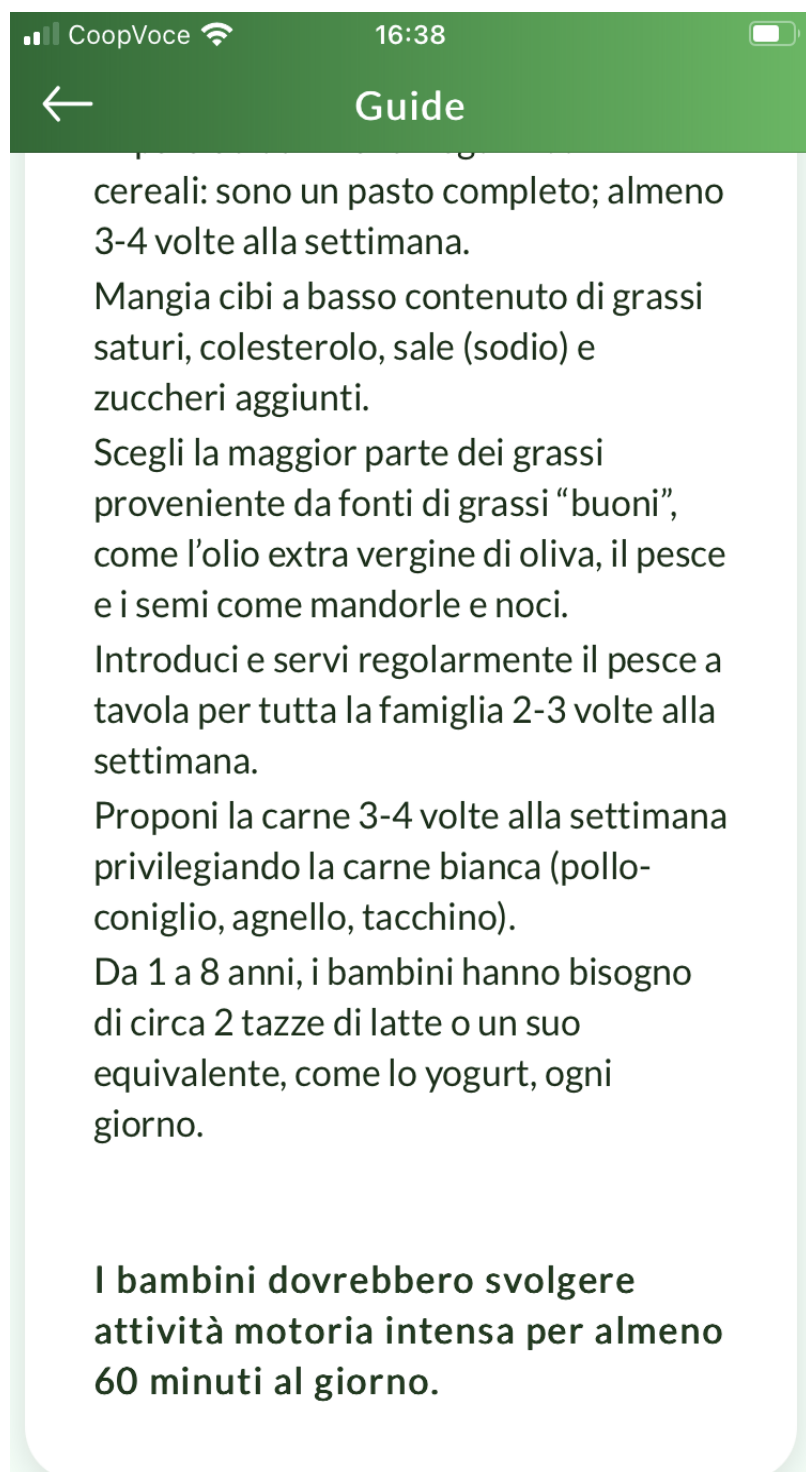 CoopVoce
16:38
Guide
cereali: sono un pasto completo; almeno
3-4 volte alla settimana.
Mangia cibi a basso contenuto di grassi
saturi, colesterolo, sale (sodio) e
zuccheri aggiunti.
Scegli la maggior parte dei grassi
proveniente da fonti di grassi “buoni”,
come l’olio extra vergine di oliva, il pesce
e i semi come mandorle e noci.
Introduci e servi regolarmente il pesce a
tavola per tutta la famiglia 2-3 volte alla
settimana.
Proponi la carne 3-4 volte alla settimana
privilegiando la carne bianca (pollo-
coniglio, agnello, tacchino).
Da 1 a 8 anni, i bambini hanno bisogno
di circa 2 tazze di latte o un suo
equivalente, come lo yogurt, ogni
giorno.
I bambini dovrebbero svolgere
attività motoria intensa per almeno
60 minuti al giorno.